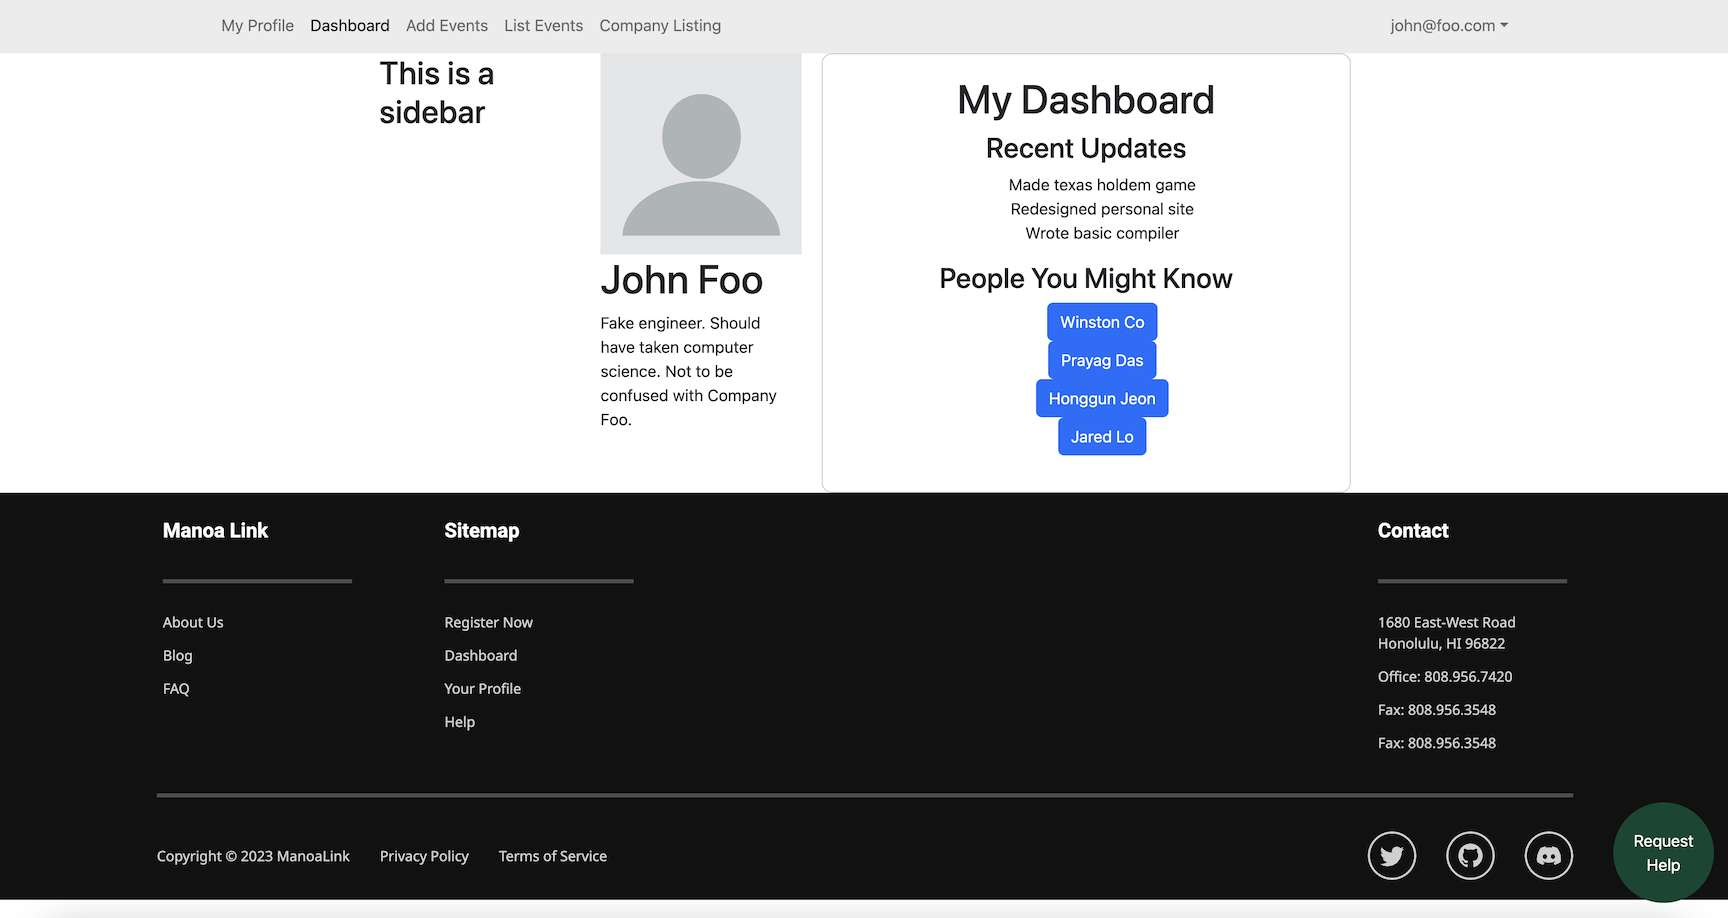 My Profile Dashboard Add Events List Events Company Listing john@foo.com
This is a
sidebar
John Foo
Fake engineer. Should
have taken computer
science. Not to be
confused with Company
Foo.
My Dashboard
Recent Updates
Made texas holdem game
Redesigned personal site
Wrote basic compiler
People You Might Know
Winston Co
Prayag Das
Honggun Jeon
Jared Lo
Manoa Link
About Us
Blog
FAQ
Sitemap
Register Now
Dashboard
Your Profile
Help
Contact
1680 East-West Road
Honolulu, HI 96822
Office: 808.956.7420
Fax: 808.956.3548
Fax: 808.956.3548
Copyright © 2023 ManoaLink Privacy Policy Terms of Service
Request
Help